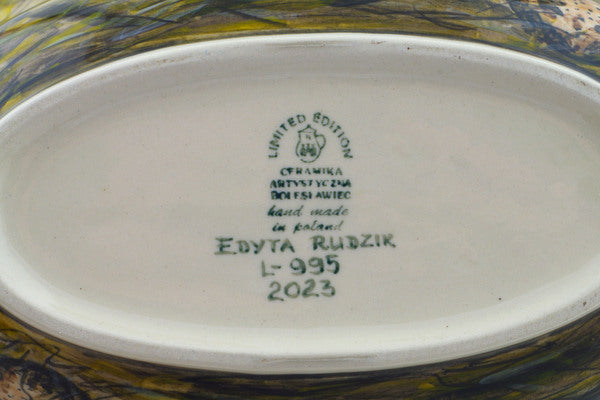 LIMITED EDITION
CERAMIKA
ARTYSTYCZNA
BOLESŁAWIEC
hand made
in poland
EDYTA RUDZIK
L-995
2023